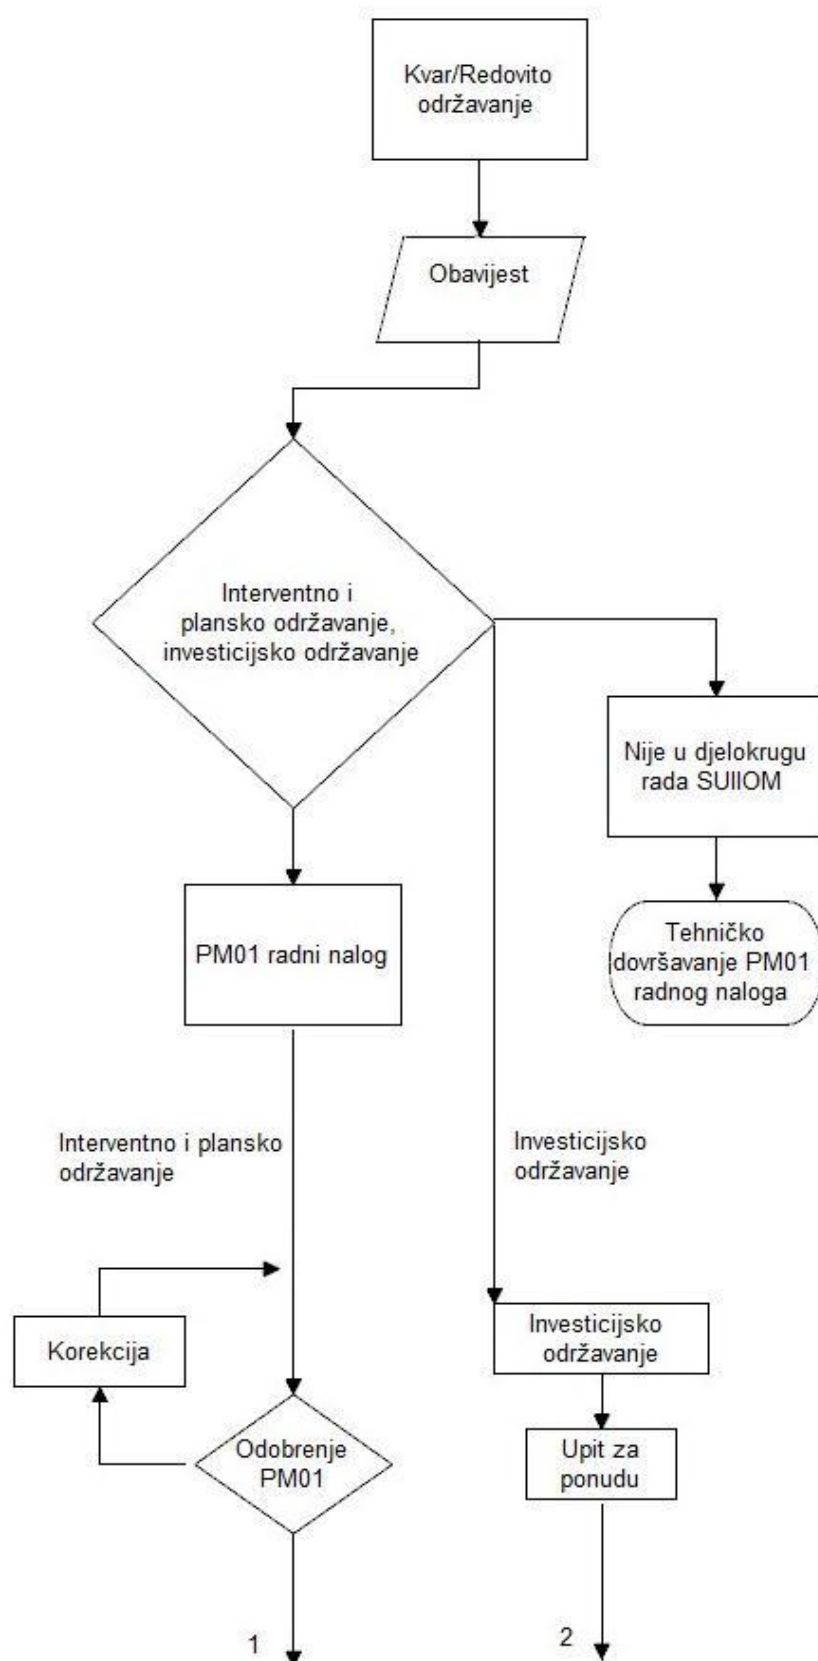 Kvar/Redovito
održavanje
Obavijest
Interventno i
plansko održavanje,
investicijsko održavanje
Nije u djelokrugu
rada SUIIOM
Tehničko
dovršavanje PM01
radnog naloga
PM01 radni nalog
Interventno i plansko
održavanje
Investicijsko
održavanje
Korekcija
Odobrenje
PM01
Investicijsko
održavanje
Upit za
ponudu
1
2